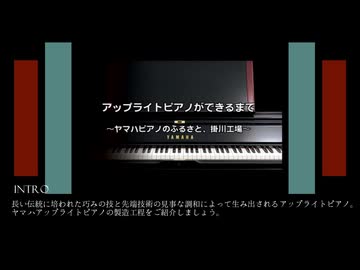 アップライトピアノができるまで
~ヤマハピアノのふるさと、掛川工場~
YAMAHA
INTRO
長い伝統に培われた巧みの技と先端技術の見事な調和によって生み出されるアップライトピアノ。
ヤマハアップライトピアノの製造工程をご紹介しましょう。